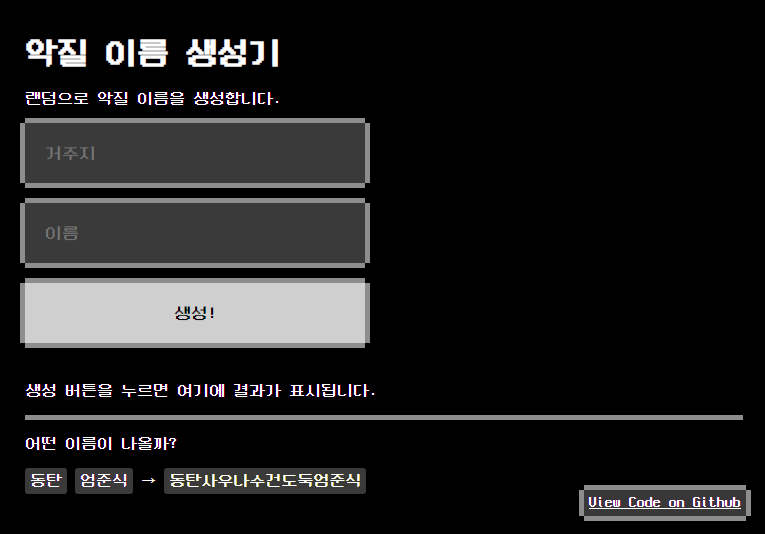 악질 이름 생성기
랜덤으로 악질 이름을 생성합니다.
거주지
이름
생성!
생성 버튼을 누르면 여기에 결과가 표시됩니다.
어떤 이름이 나올까?
동탄 엄준식 → 동탄사우나수건도둑엄준식
View Code on Github